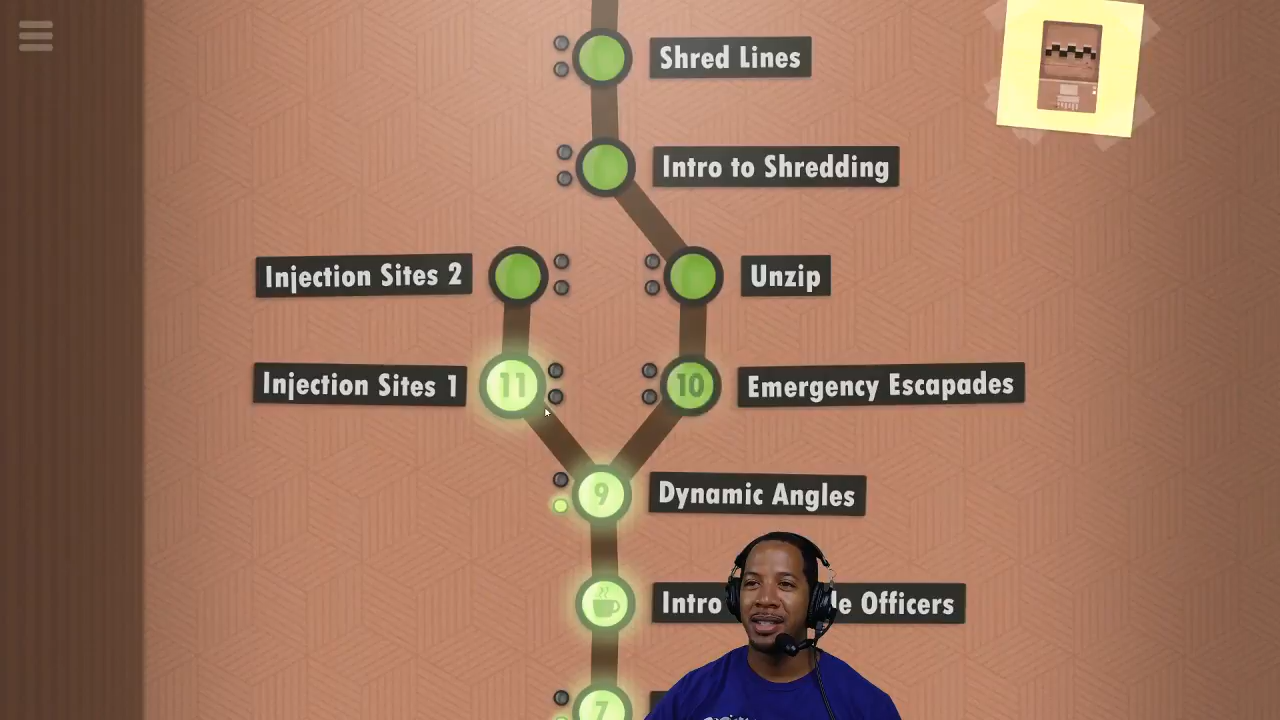 Shred Lines
Intro to Shredding
Injection Sites 2
Unzip
Injection Sites 1
11
10
Emergency Escapades
9
Dynamic Angles
Intro
Officers
7